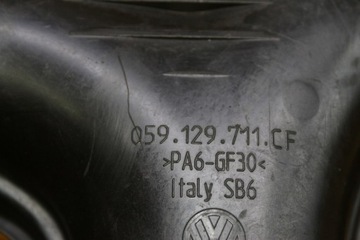 059.129.711.CF
>PA6-GF30<
Italy SB6